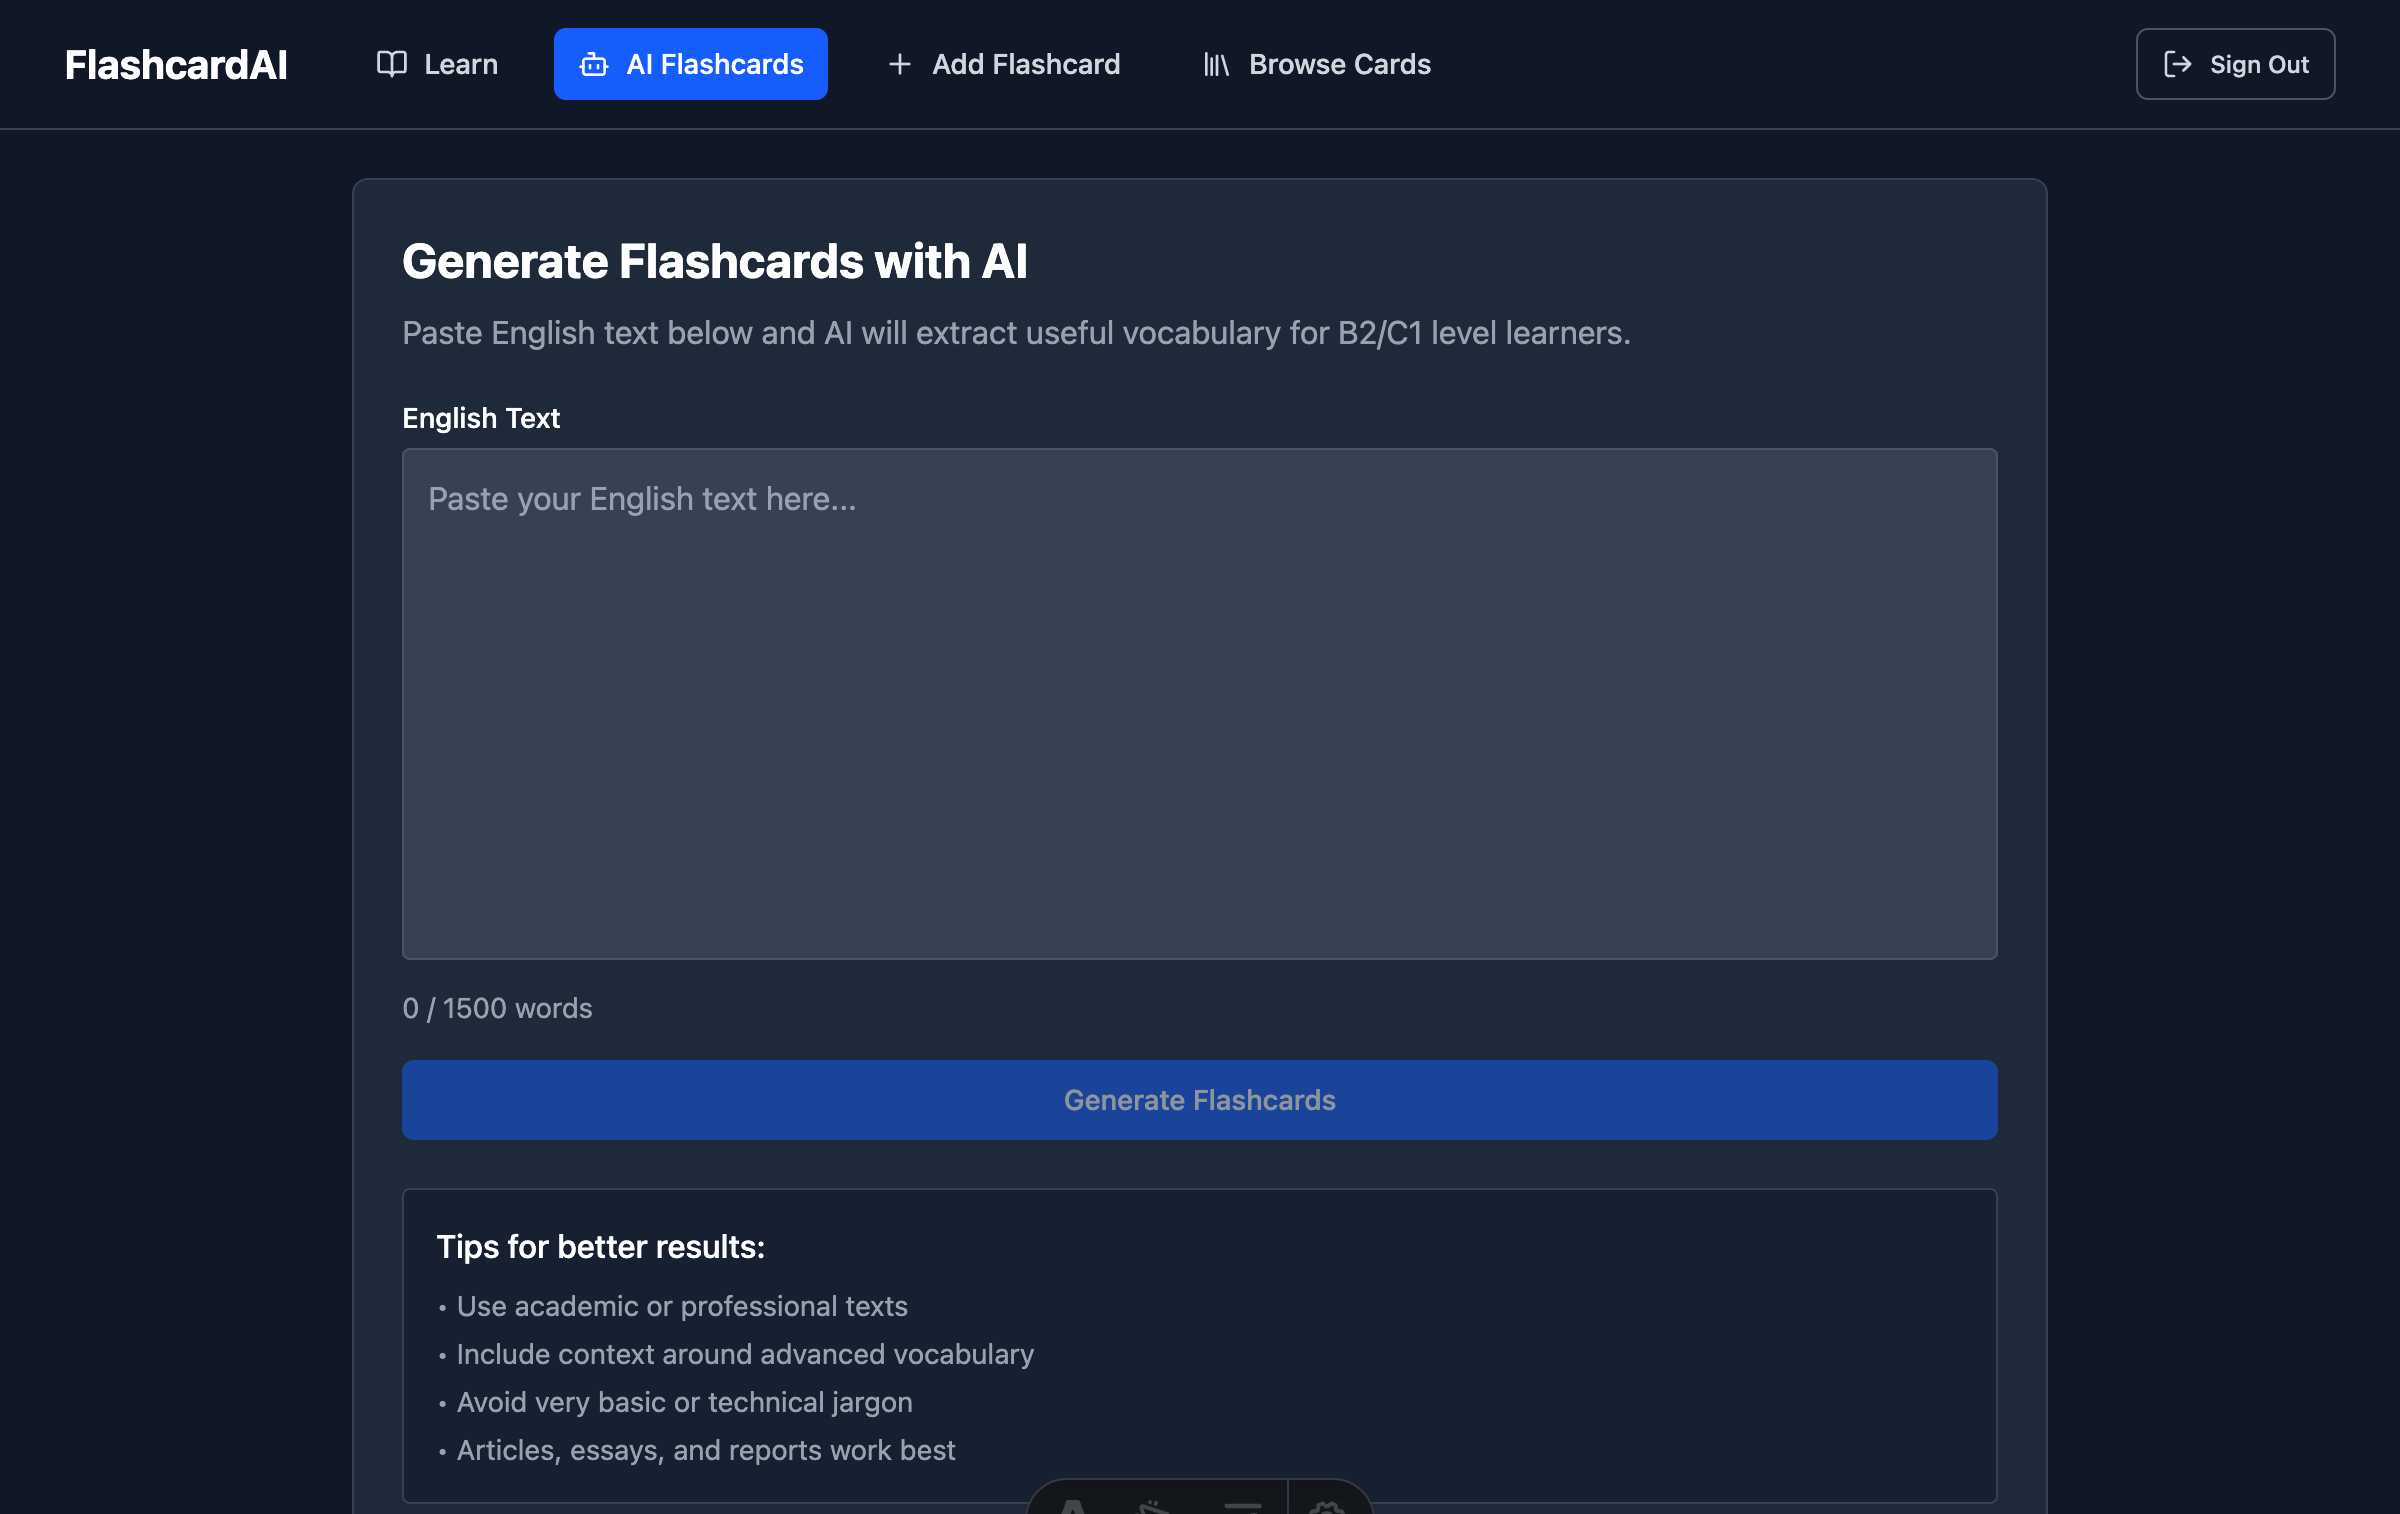 FlashcardAI
Learn
AI Flashcards
Add Flashcard
Browse Cards
Sign Out
Generate Flashcards with AI
Paste English text below and AI will extract useful vocabulary for B2/C1 level learners.
English Text
Paste your English text here...
0 / 1500 words
Generate Flashcards
Tips for better results:
• Use academic or professional texts
• Include context around advanced vocabulary
• Avoid very basic or technical jargon
• Articles, essays, and reports work best